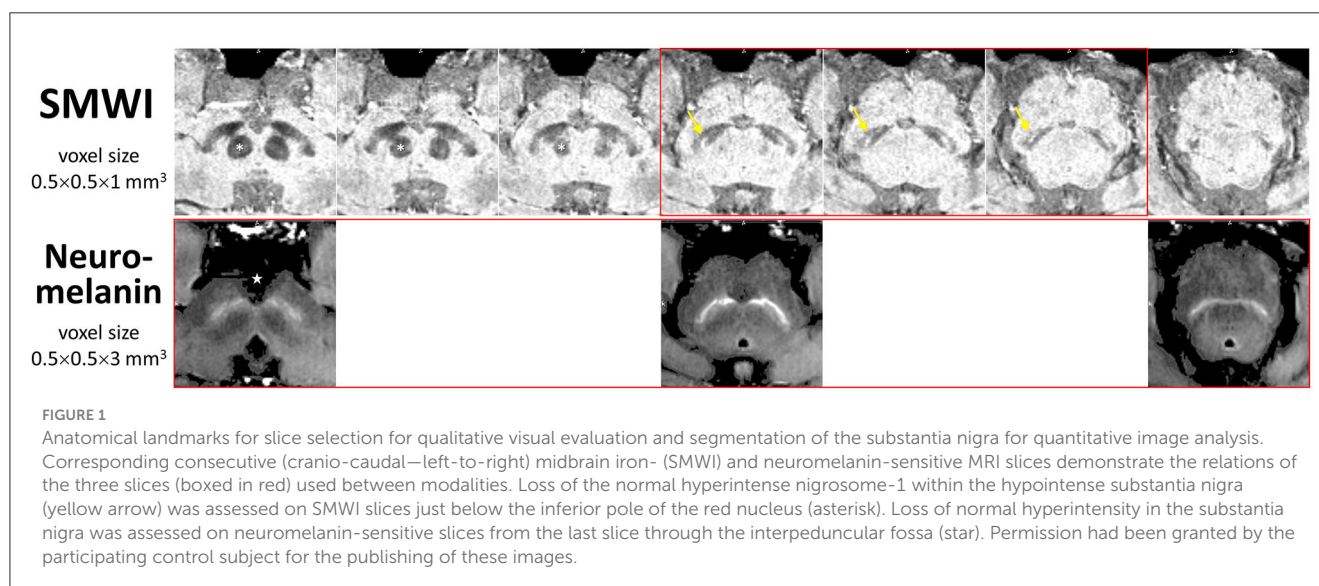 SMWI
voxel size
0.5×0.5×1 mm³
*
*
*
Neuro-
melanin
voxel size
0.5×0.5×3 mm³
★
FIGURE 1
Anatomical landmarks for slice selection for qualitative visual evaluation and segmentation of the substantia nigra for quantitative image analysis.
Corresponding consecutive (cranio-caudal—left-to-right) midbrain iron- (SMWI) and neuromelanin-sensitive MRI slices demonstrate the relations of
the three slices (boxed in red) used between modalities. Loss of the normal hyperintense nigrosome-1 within the hypointense substantia nigra
(yellow arrow) was assessed on SMWI slices just below the inferior pole of the red nucleus (asterisk). Loss of normal hyperintensity in the substantia
nigra was assessed on neuromelanin-sensitive slices from the last slice through the interpeduncular fossa (star). Permission had been granted by the
participating control subject for the publishing of these images.